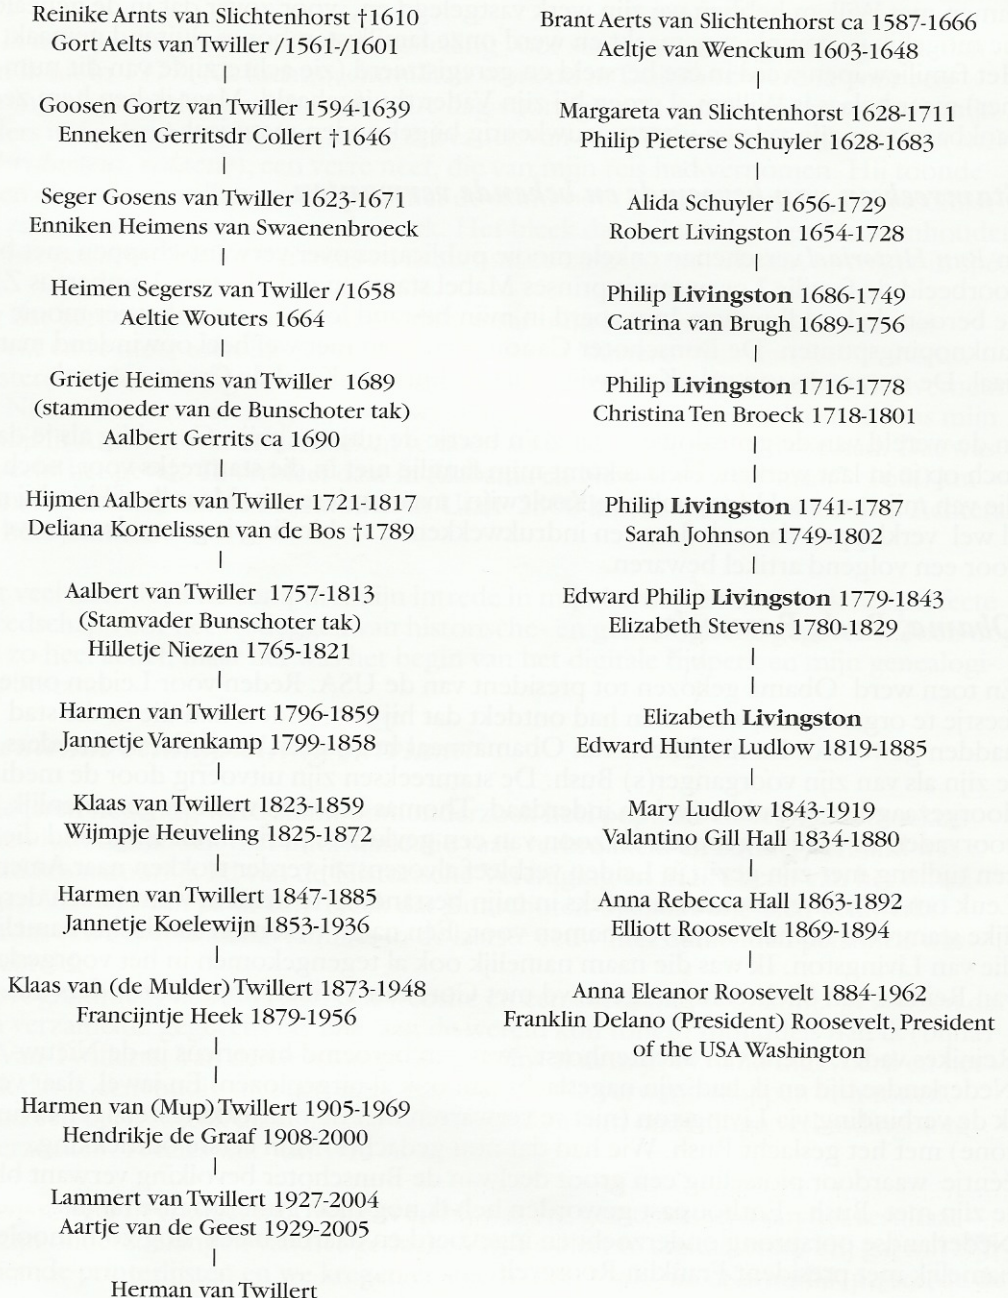 Reinike Arnts van Slichtenhorst †1610
Gort Aelts van Twiller /1561-/1601
Goosen Gortz van Twiller 1594-1639
Enneken Gerritsdr Collert †1646
Seger Gosens van Twiller 1623-1671
Enniken Heimens van Swaenenbroeck
Heimen Segersz van Twiller /1658
Aeltie Wouters 1664
Grietje Heimens van Twiller 1689
(stammoeder van de Bunschoter tak)
Aalbert Gerrits ca 1690
Hijmen Aalberts van Twiller 1721-1817
Deliana Kornelissen van de Bos †1789
Aalbert van Twiller 1757-1813
(Stamvader Bunschoter tak)
Hilletje Niezen 1765-1821
Harmen van Twillert 1796-1859
Jannetje Varenkamp 1799-1858
Klaas van Twillert 1823-1859
Wijmpje Heuveling 1825-1872
Harmen van Twillert 1847-1885
Jannetje Koelewijn 1853-1936
Klaas van (de Mulder) Twillert 1873-1948
Francijntje Heek 1879-1956
Harmen van (Mup) Twillert 1905-1969
Hendrikje de Graaf 1908-2000
Lammert van Twillert 1927-2004
Aartje van de Geest 1929-2005
Herman van Twillert
Brant Aerts van Slichtenhorst ca 1587-1666
Aeltje van Wenckum 1603-1648
Margareta van Slichtenhorst 1628-1711
Philip Pieterse Schuyler 1628-1683
Alida Schuyler 1656-1729
Robert Livingston 1654-1728
Philip Livingston 1686-1749
Catrina van Brugh 1689-1756
Philip Livingston 1716-1778
Christina Ten Broeck 1718-1801
Philip Livingston 1741-1787
Sarah Johnson 1749-1802
Edward Philip Livingston 1779-1843
Elizabeth Stevens 1780-1829
Elizabeth Livingston
Edward Hunter Ludlow 1819-1885
Mary Ludlow 1843-1919
Valantino Gill Hall 1834-1880
Anna Rebecca Hall 1863-1892
Elliott Roosevelt 1869-1894
Anna Eleanor Roosevelt 1884-1962
Franklin Delano (President) Roosevelt, President
of the USA Washington